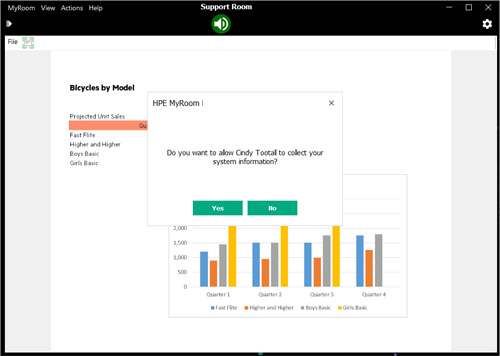 MyRoom View Actions Help
Support Room
File
Bicycles by Model
Projected Unit Sales
Qu
Fast Flite
Higher and Higher
Boys Basic
Girls Basic
HPE MyRoom
Do you want to allow Cindy Tootall to collect your
system information?
Yes No
2,000
1,500
1,000
500
0
Quarter 1 Quarter 2 Quarter 3 Quarter 4
Fast Flite Higher and Higher Boys Basic Girls Basic